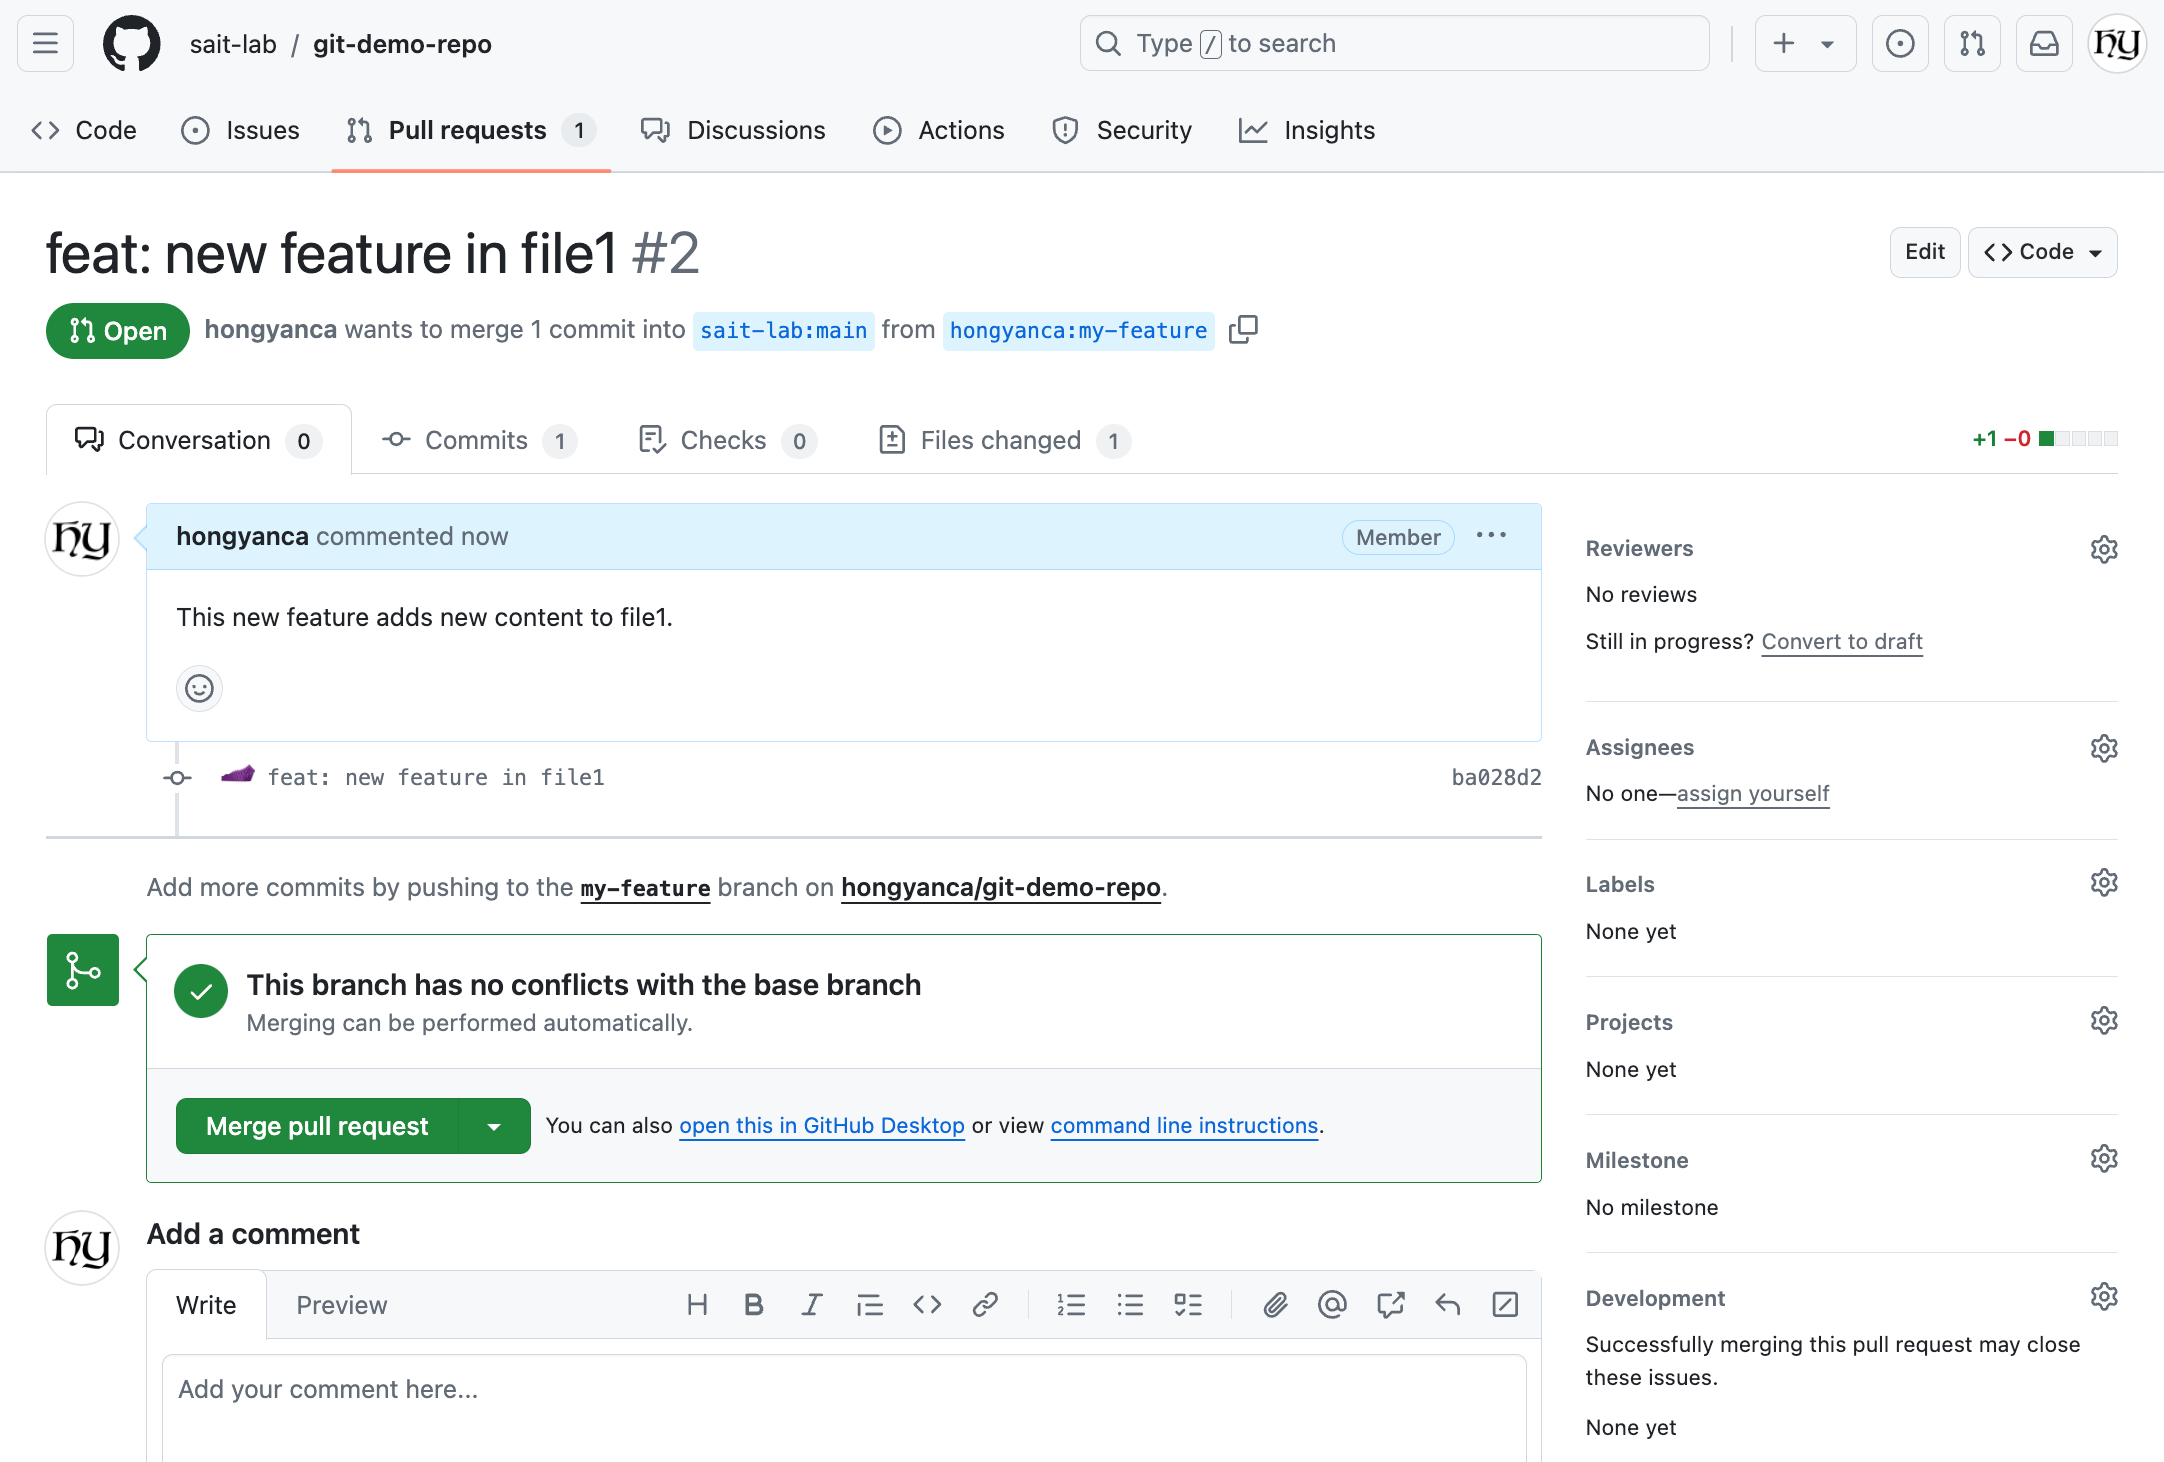 sait-lab / git-demo-repo
Type / to search
hy
Code
Issues
Pull requests 1
Discussions
Actions
Security
Insights
feat: new feature in file1 #2
Edit
Code
Open
hongyanca wants to merge 1 commit into sait-lab:main from hongyanca:my-feature
Conversation 0
Commits 1
Checks 0
Files changed 1
+1 −0
hy
hongyanca commented now
Member
This new feature adds new content to file1.
feat: new feature in file1
ba028d2
Add more commits by pushing to the my-feature branch on hongyanca/git-demo-repo.
This branch has no conflicts with the base branch
Merging can be performed automatically.
Merge pull request
You can also open this in GitHub Desktop or view command line instructions.
hy
Add a comment
Write
Preview
Add your comment here...
Reviewers
No reviews
Still in progress? Convert to draft
Assignees
No one—assign yourself
Labels
None yet
Projects
None yet
Milestone
No milestone
Development
Successfully merging this pull request may close
these issues.
None yet